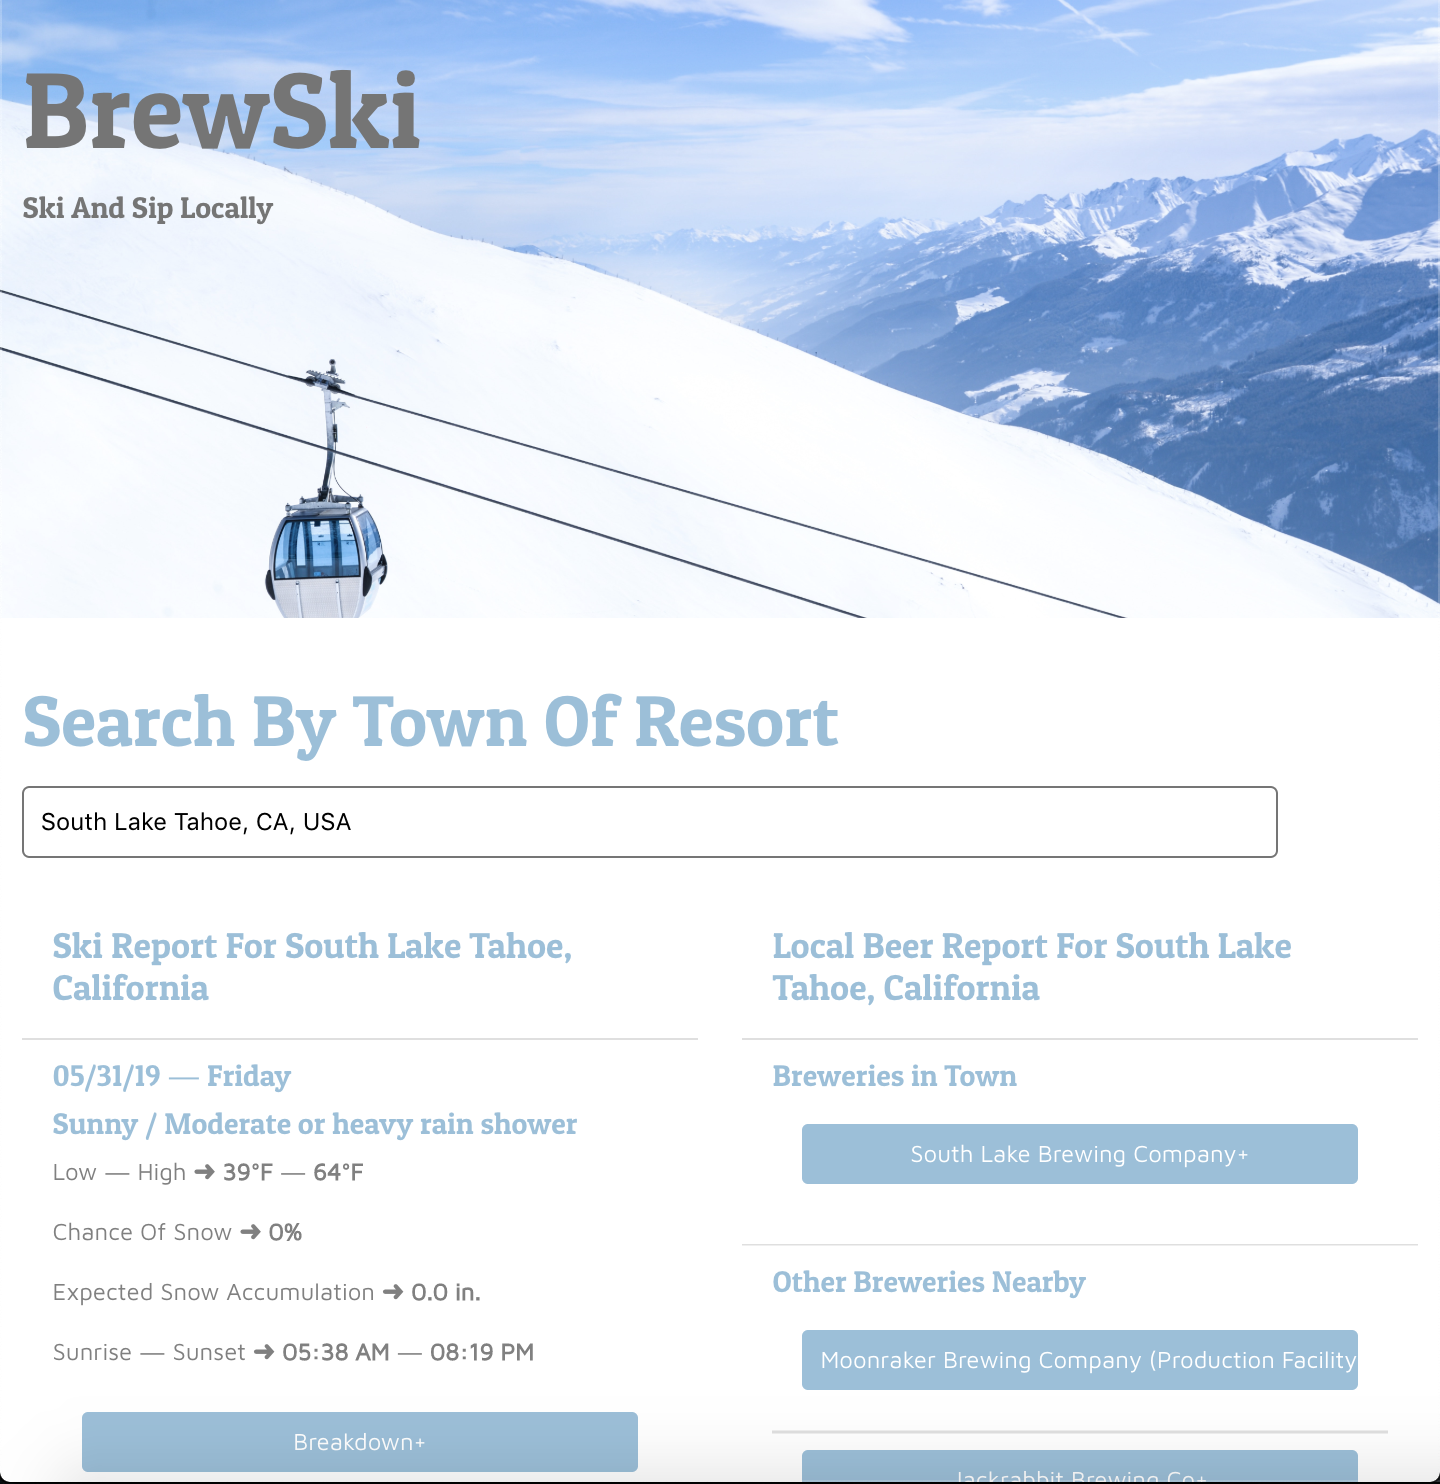 BrewSki
Ski And Sip Locally
Search By Town Of Resort
South Lake Tahoe, CA, USA
Ski Report For South Lake Tahoe,
California
05/31/19 — Friday
Sunny / Moderate or heavy rain shower
Low — High ➜ 39°F — 64°F
Chance Of Snow ➜ 0%
Expected Snow Accumulation ➜ 0.0 in.
Sunrise — Sunset ➜ 05:38 AM — 08:19 PM
Breakdown+
Local Beer Report For South Lake
Tahoe, California
Breweries in Town
South Lake Brewing Company+
Other Breweries Nearby
Moonraker Brewing Company (Production Facility
Jackrabbit Brewing Co+